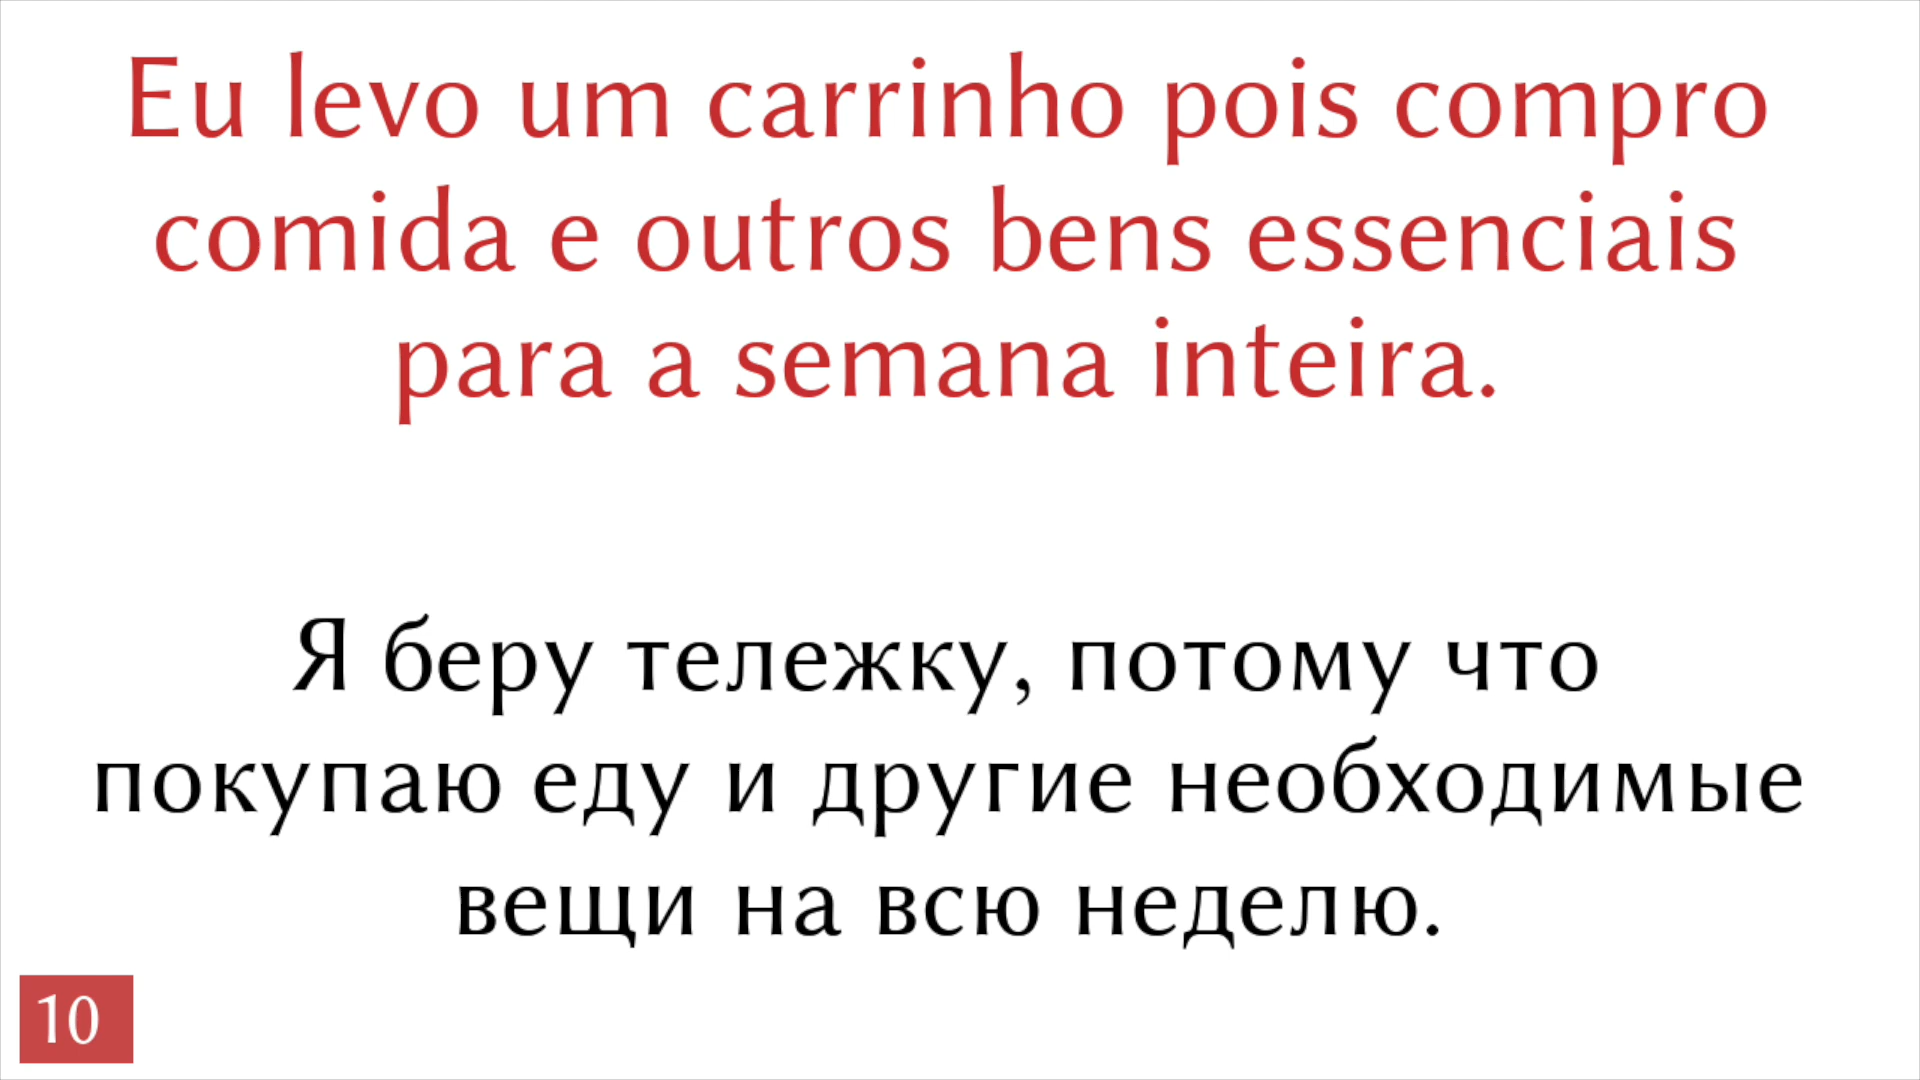 Eu levo um carrinho pois compro
comida e outros bens essenciais
para a semana inteira.
Я беру тележку, потому что
покупаю еду и другие необходимые
вещи на всю неделю.
10